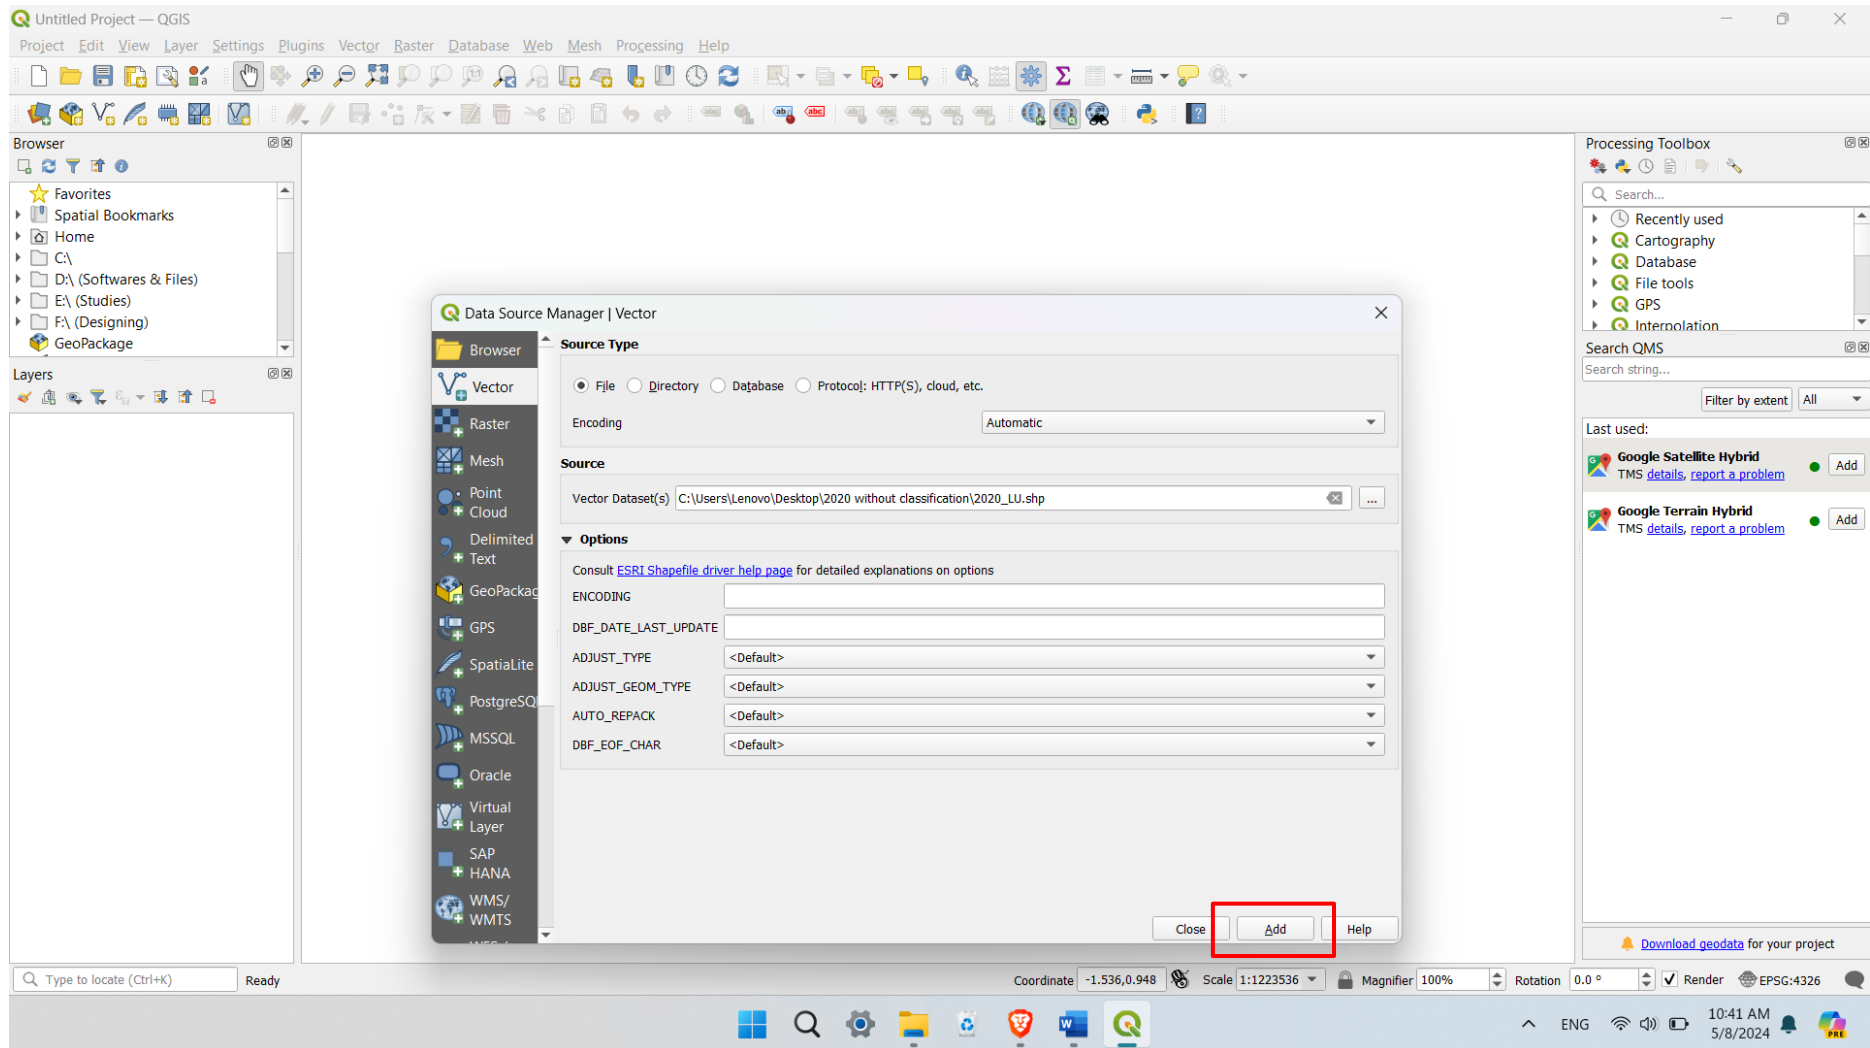 Untitled Project — QGIS
Project Edit View Layer Settings Plugins Vector Raster Database Web Mesh Processing Help
Browser
Favorites
Spatial Bookmarks
Home
C:\
D:\ (Softwares & Files)
E:\ (Studies)
F:\ (Designing)
GeoPackage
Layers
Data Source Manager | Vector
Browser
Vector
Raster
Mesh
Point
Cloud
Delimited
Text
GeoPackag
GPS
SpatiaLite
PostgreSQL
MSSQL
Oracle
Virtual
Layer
SAP
HANA
WMS/
WMTS
Source Type
File Directory Database Protocol: HTTP(S), cloud, etc.
Encoding Automatic
Source
Vector Dataset(s) C:\Users\Lenovo\Desktop\2020 without classification\2020_LU.shp ...
Options
Consult ESRI Shapefile driver help page for detailed explanations on options
ENCODING
DBF_DATE_LAST_UPDATE
ADJUST_TYPE <Default>
ADJUST_GEOM_TYPE <Default>
AUTO_REPACK <Default>
DBF_EOF_CHAR <Default>
Close Add Help
Processing Toolbox
Search...
Recently used
Cartography
Database
File tools
GPS
Interpolation
Search QMS
Search string...
Filter by extent All
Last used:
Google Satellite Hybrid
TMS details, report a problem Add
Google Terrain Hybrid
TMS details, report a problem Add
Download geodata for your project
Type to locate (Ctrl+K) Ready Coordinate -1.536,0.948 Scale 1:1223536 Magnifier 100% Rotation 0.0 ° Render EPSG:4326
ENG 10:41 AM
5/8/2024
PRE